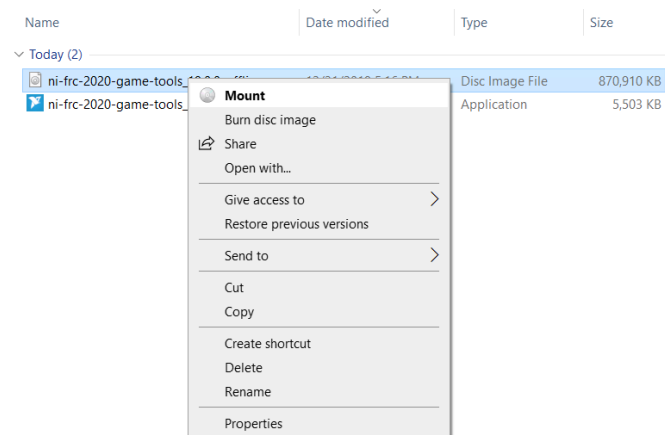 Name Date modified Type Size
Today (2)
ni-frc-2020-game-tools_ Disc Image File 870,910 KB
ni-frc-2020-game-tools_ Application 5,503 KB
Mount
Burn disc image
Share
Open with...
Give access to
Restore previous versions
Send to
Cut
Copy
Create shortcut
Delete
Rename
Properties